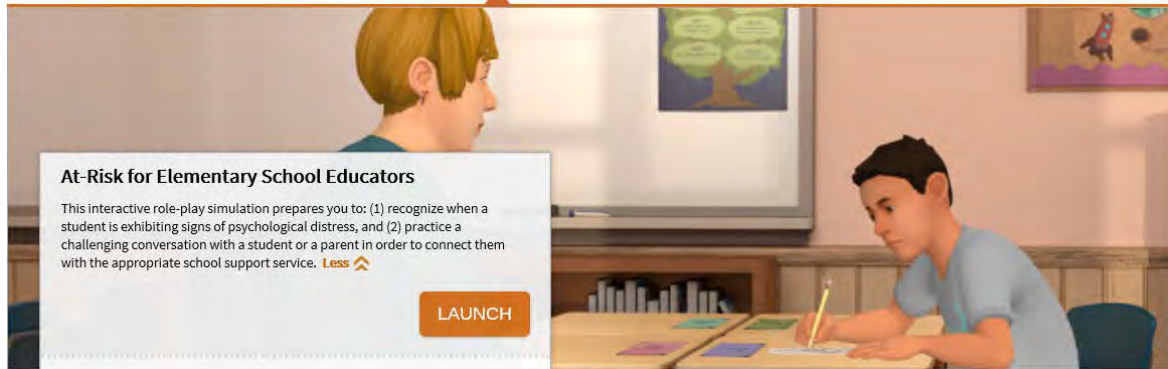 At-Risk for Elementary School Educators
This interactive role-play simulation prepares you to: (1) recognize when a
student is exhibiting signs of psychological distress, and (2) practice a
challenging conversation with a student or a parent in order to connect them
with the appropriate school support service. Less
LAUNCH